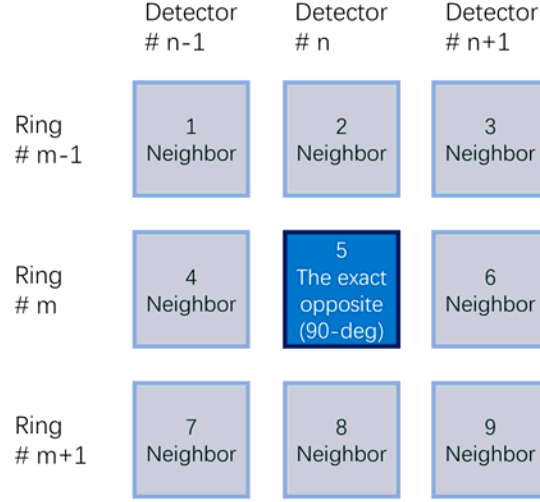 Detector
# n-1
Detector
# n
Detector
# n+1
Ring
# m-1
1
Neighbor
2
Neighbor
3
Neighbor
Ring
# m
4
Neighbor
5
The exact
opposite
(90-deg)
6
Neighbor
Ring
# m+1
7
Neighbor
8
Neighbor
9
Neighbor